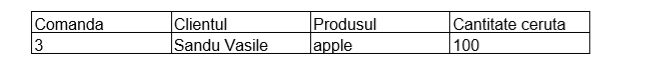 Comanda Clientul Produsul Cantitate ceruta
3 Sandu Vasile apple 100